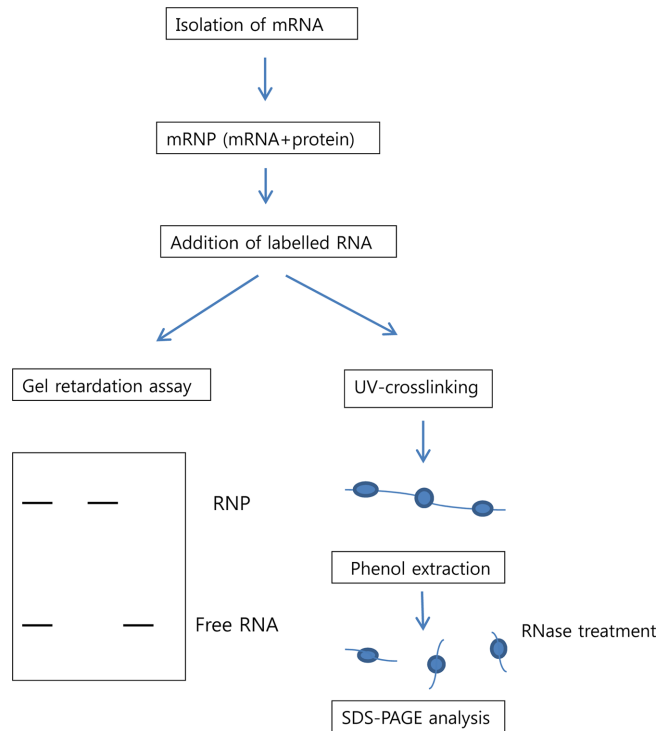 Isolation of mRNA
mRNP (mRNA+protein)
Addition of labelled RNA
Gel retardation assay
UV-crosslinking
RNP
Phenol extraction
Free RNA
RNase treatment
SDS-PAGE analysis